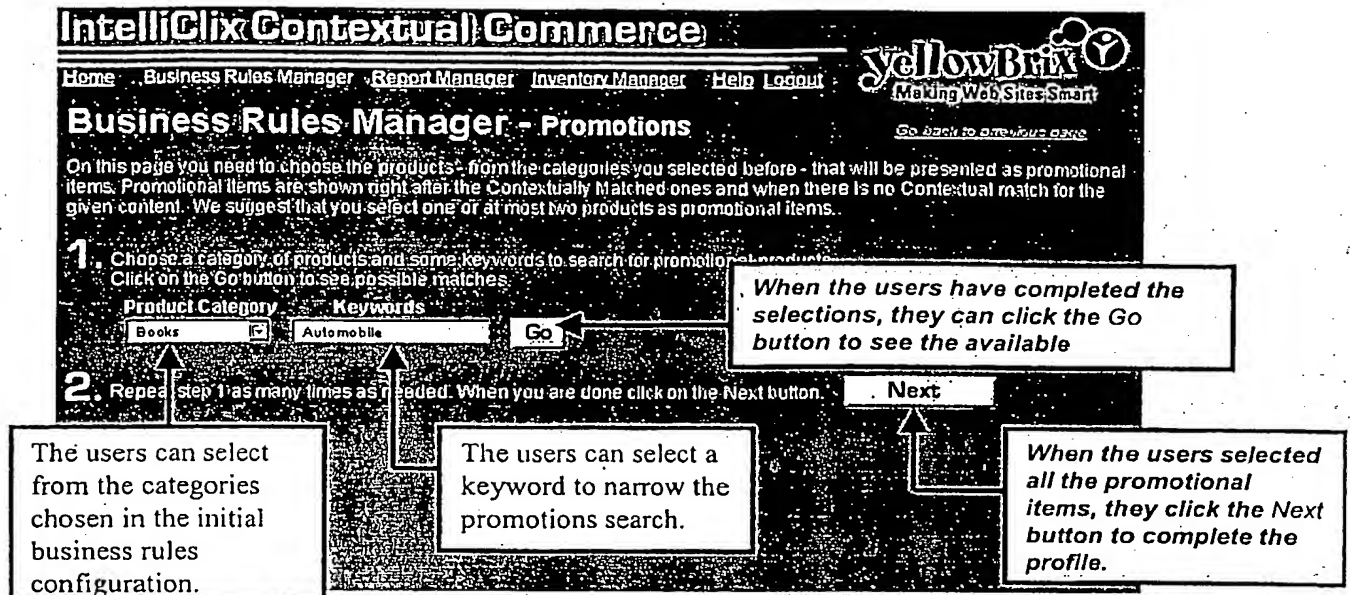 IntelliClix Contextual Commerce
yellowBrix
Making Web Sites Smart
Home Business Rules Manager Report Manager Inventory Manager Help Logout
Business Rules Manager - Promotions
Go back to previous page
On this page you need to choose the products - from the categories you selected before - that will be presented as promotional
items. Promotional items are shown right after the Contextually Matched ones and when there is no Contextual match for the
given content. We suggest that you select one or at most two products as promotional items.
1. Choose a category of products and some keywords to search for promotional products.
Click on the Go button to see possible matches
Product Category Keywords
Books Automobile Go
When the users have completed the
selections, they can click the Go
button to see the available
2. Repeat step 1 as many times as needed. When you are done click on the Next button. Next
The users can select
from the categories
chosen in the initial
business rules
configuration.
The users can select a
keyword to narrow the
promotions search.
When the users selected
all the promotional
items, they click the Next
button to complete the
profile.